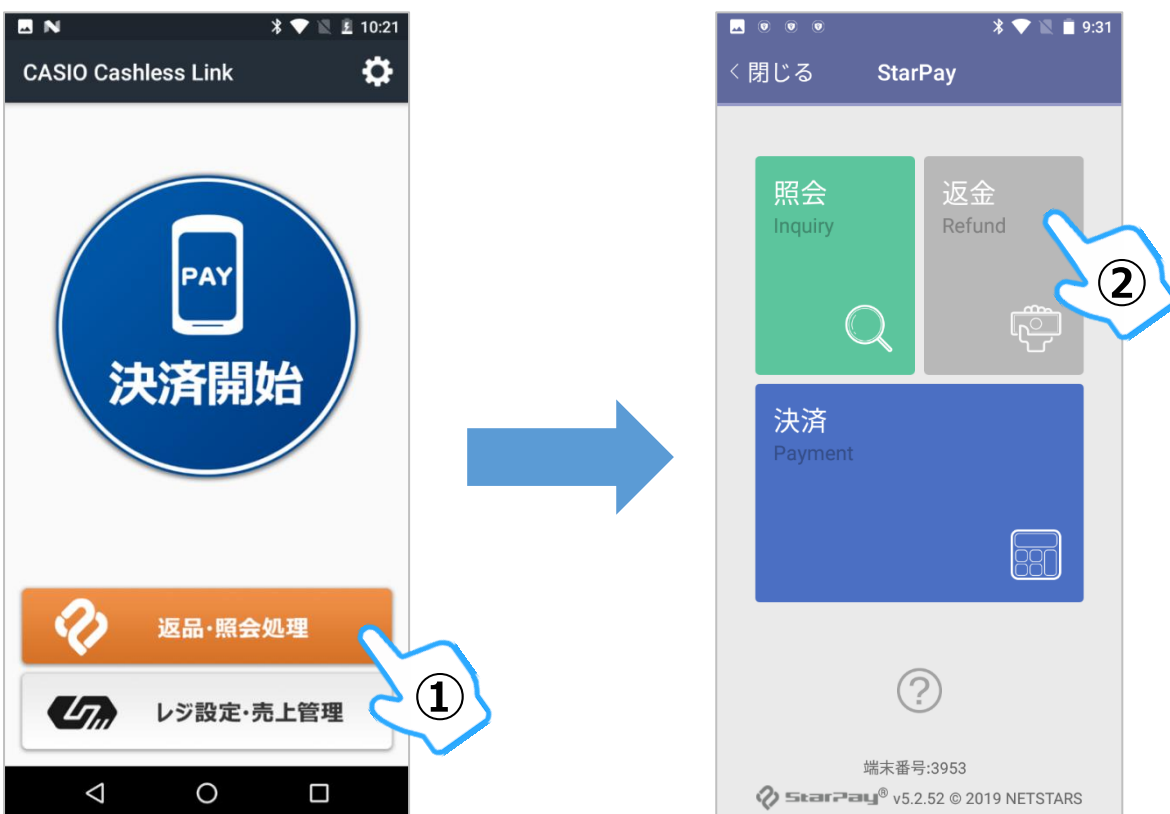 10:21
CASIO Cashless Link
PAY
決済開始
返品・照会処理
①
レジ設定・売上管理
9:31
閉じる
StarPay
照会
Inquiry
返金
Refund
②
決済
Payment
?
端末番号:3953
StarPay® v5.2.52 © 2019 NETSTARS